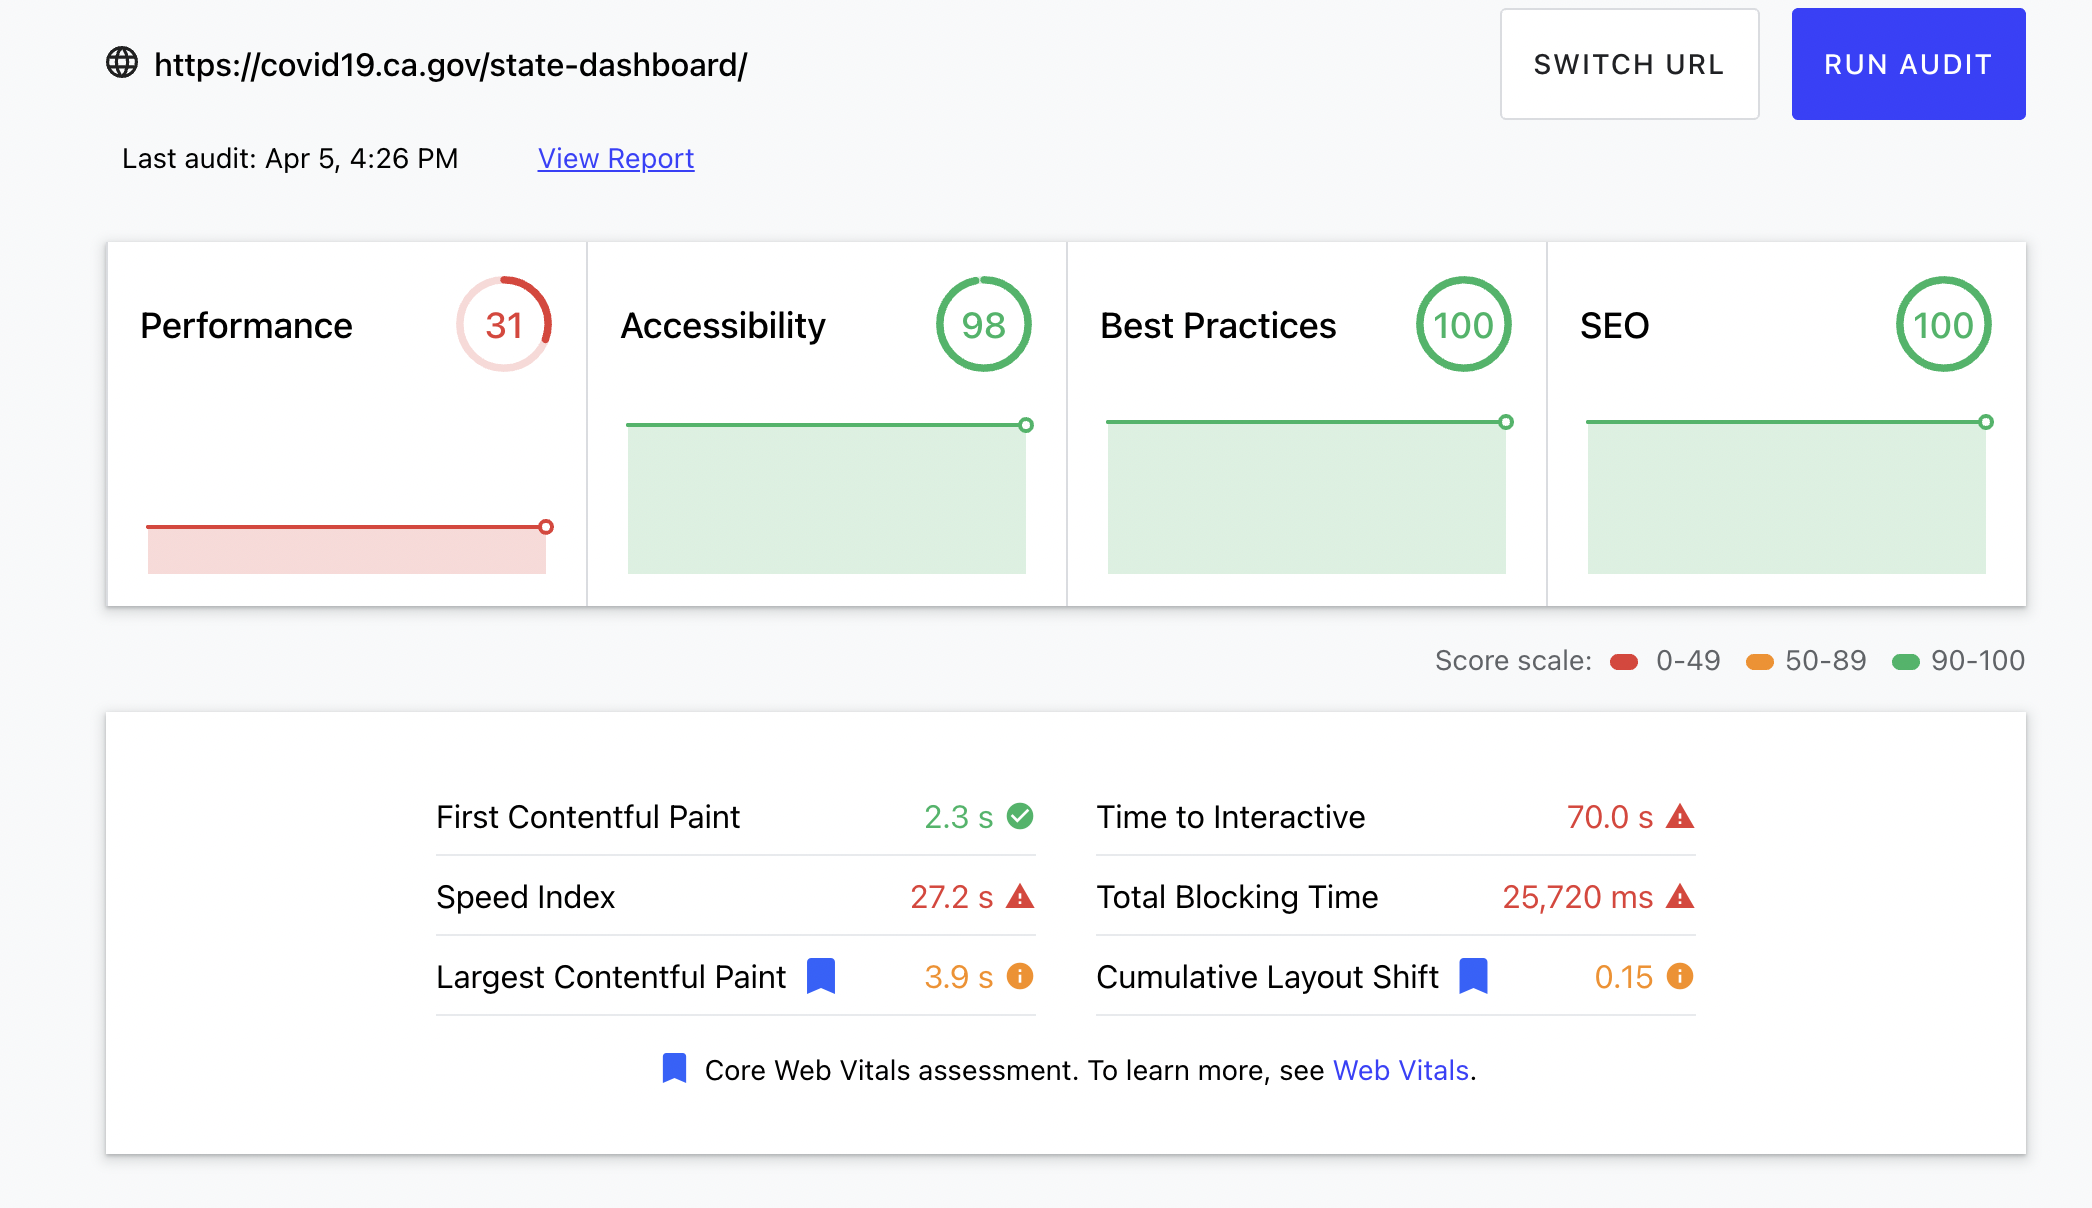 https://covid19.ca.gov/state-dashboard/
SWITCH URL
RUN AUDIT
Last audit: Apr 5, 4:26 PM
View Report
Performance
31
Accessibility
98
Best Practices
100
SEO
100
Score scale: 0-49 50-89 90-100
First Contentful Paint 2.3 s
Time to Interactive 70.0 s
Speed Index 27.2 s
Total Blocking Time 25,720 ms
Largest Contentful Paint 3.9 s
Cumulative Layout Shift 0.15
Core Web Vitals assessment. To learn more, see Web Vitals.